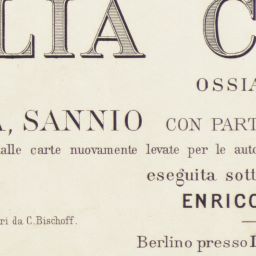 LIA C
OSSIA
A, SANNIO CON PART
alle carte nuovamente levate per le auto
eseguita sott
ENRICO
ri da C. Bischoff.
Berlino presso